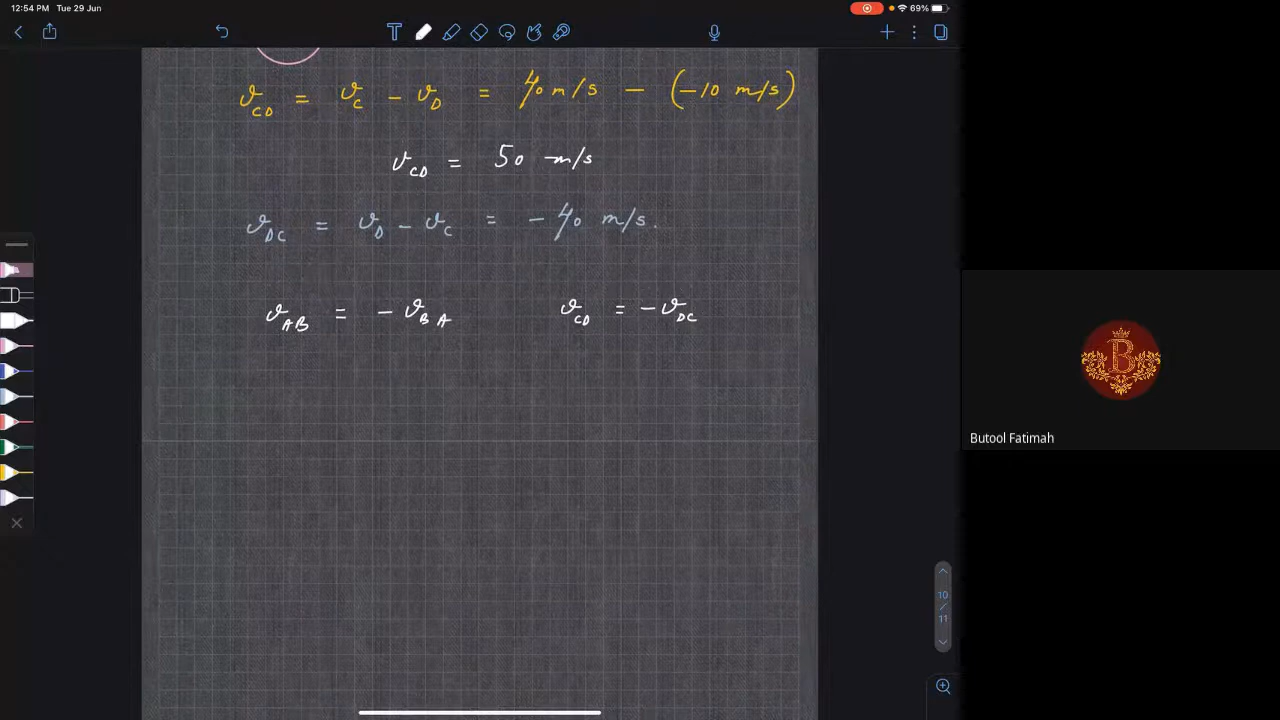 12:54 PM Tue 29 Jun
69%
T
v_CD = v_C - v_D = 40 m/s - (-10 m/s)
v_CD = 50 m/s
v_DC = v_D - v_C = -40 m/s.
v_AB = -v_BA v_CD = -v_DC
B
Butool Fatimah
10
/
11